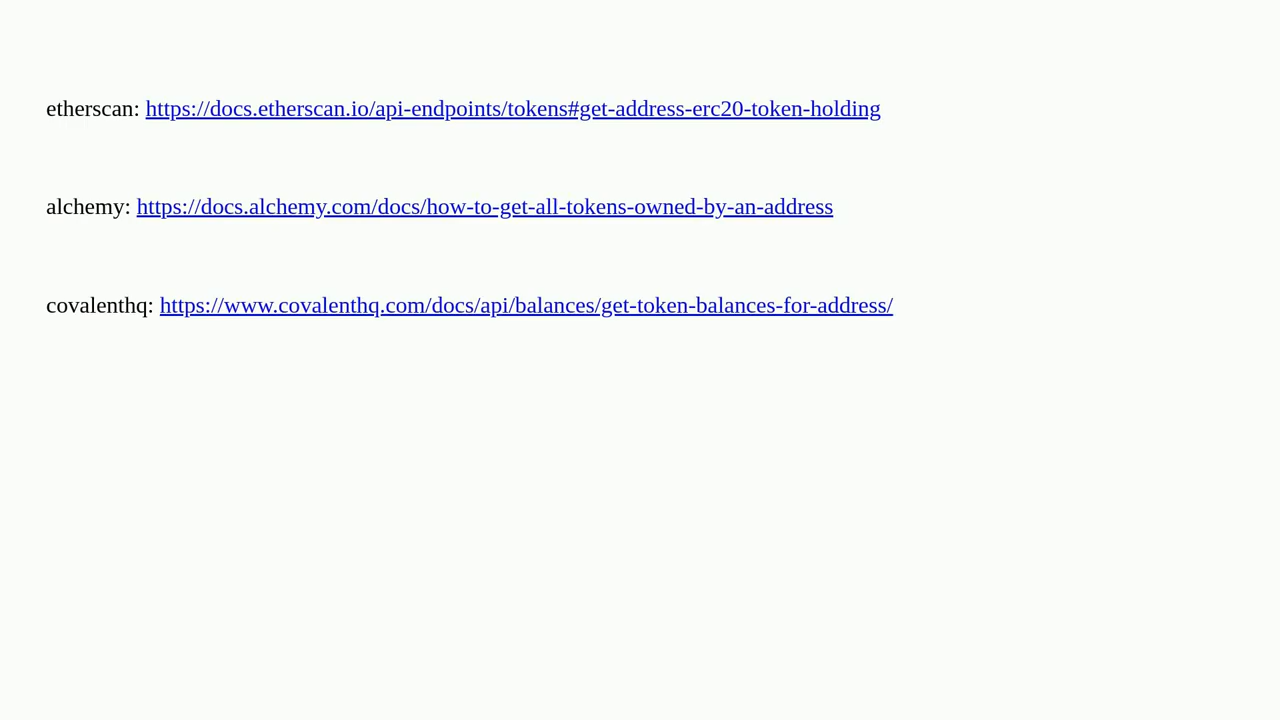 etherscan: https://docs.etherscan.io/api-endpoints/tokens#get-address-erc20-token-holding
alchemy: https://docs.alchemy.com/docs/how-to-get-all-tokens-owned-by-an-address
covalenthq: https://www.covalenthq.com/docs/api/balances/get-token-balances-for-address/